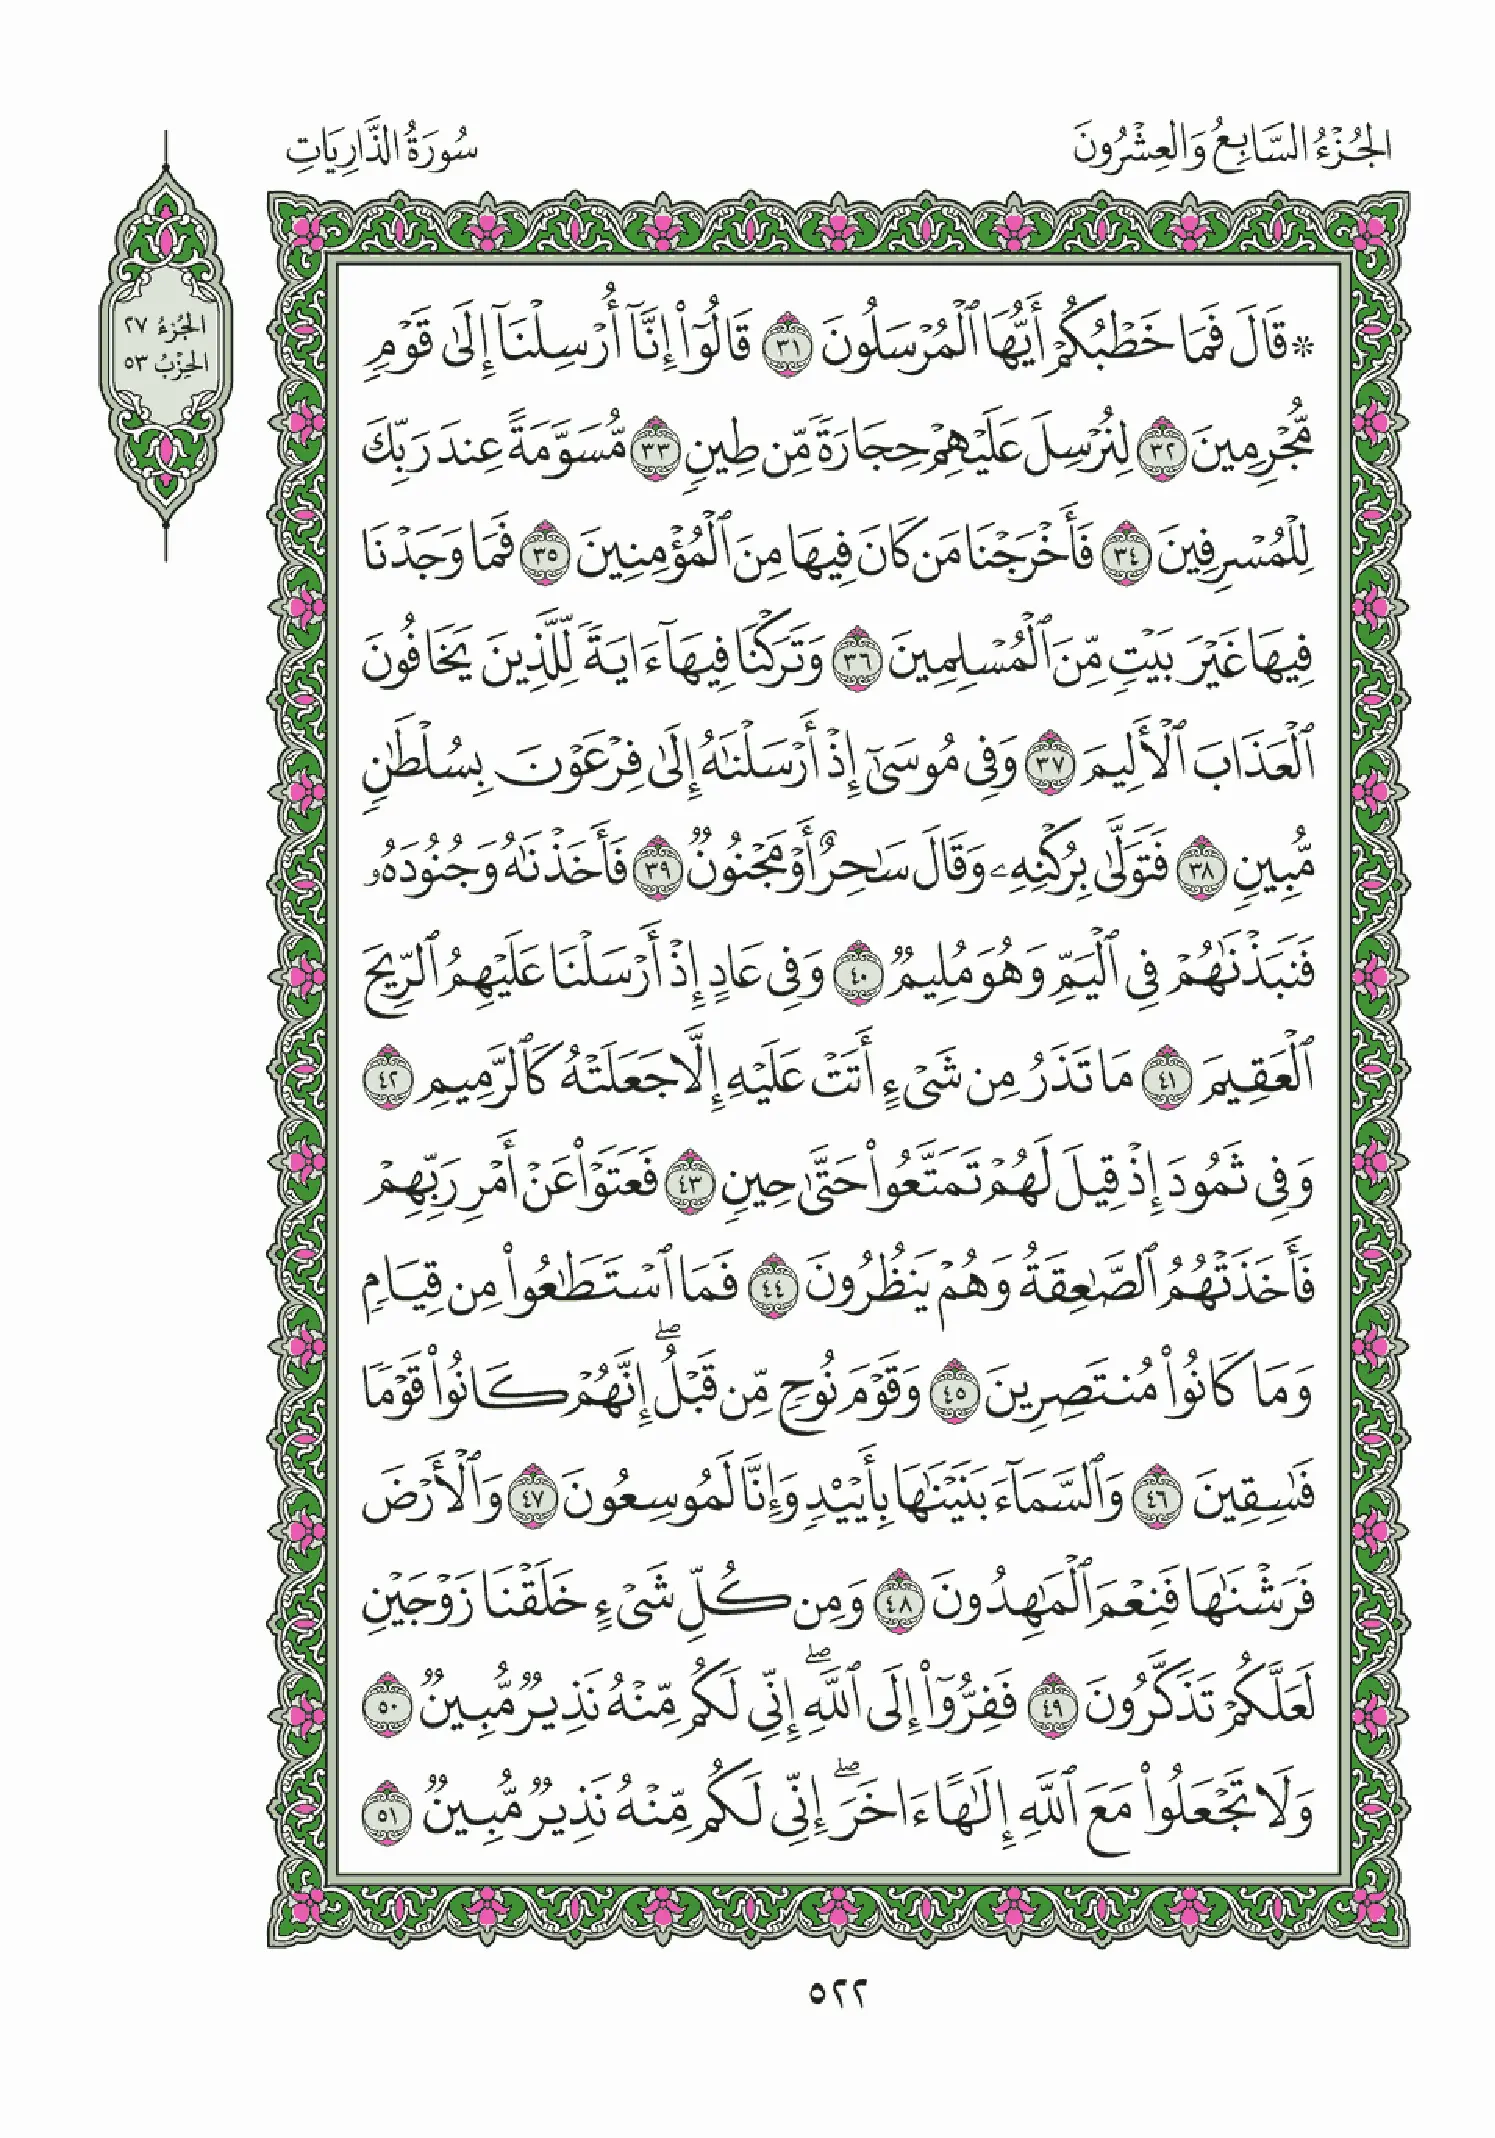 الجُزْءُ السَّابِعُ وَالعِشْرُونَ
سُورَةُ الذَّارِيَاتِ
الجُزءُ ٢٧
الحِزْبُ ٥٣
۞ قَالَ فَمَا خَطْبُكُمْ أَيُّهَا ٱلْمُرْسَلُونَ ٣١ قَالُوٓا۟ إِنَّآ أُرْسِلْنَآ إِلَىٰ قَوْمٍ
مُّجْرِمِينَ ٣٢ لِنُرْسِلَ عَلَيْهِمْ حِجَارَةً مِّن طِينٍ ٣٣ مُّسَوَّمَةً عِندَ رَبِّكَ
لِلْمُسْرِفِينَ ٣٤ فَأَخْرَجْنَا مَن كَانَ فِيهَا مِنَ ٱلْمُؤْمِنِينَ ٣٥ فَمَا وَجَدْنَا
فِيهَا غَيْرَ بَيْتٍ مِّنَ ٱلْمُسْلِمِينَ ٣٦ وَتَرَكْنَا فِيهَآ ءَايَةً لِّلَّذِينَ يَخَافُونَ
ٱلْعَذَابَ ٱلْأَلِيمَ ٣٧ وَفِى مُوسَىٰٓ إِذْ أَرْسَلْنَٰهُ إِلَىٰ فِرْعَوْنَ بِسُلْطَٰنٍ
مُّبِينٍ ٣٨ فَتَوَلَّىٰ بِرُكْنِهِۦ وَقَالَ سَٰحِرٌ أَوْ مَجْنُونٌ ٣٩ فَأَخَذْنَٰهُ وَجُنُودَهُۥ
فَنَبَذْنَٰهُمْ فِى ٱلْيَمِّ وَهُوَ مُلِيمٌ ٤٠ وَفِى عَادٍ إِذْ أَرْسَلْنَا عَلَيْهِمُ ٱلرِّيحَ
ٱلْعَقِيمَ ٤١ مَا تَذَرُ مِن شَىْءٍ أَتَتْ عَلَيْهِ إِلَّا جَعَلَتْهُ كَٱلرَّمِيمِ ٤٢
وَفِى ثَمُودَ إِذْ قِيلَ لَهُمْ تَمَتَّعُوا۟ حَتَّىٰ حِينٍ ٤٣ فَعَتَوْا۟ عَنْ أَمْرِ رَبِّهِمْ
فَأَخَذَتْهُمُ ٱلصَّٰعِقَةُ وَهُمْ يَنظُرُونَ ٤٤ فَمَا ٱسْتَطَٰعُوا۟ مِن قِيَامٍ
وَمَا كَانُوا۟ مُنتَصِرِينَ ٤٥ وَقَوْمَ نُوحٍ مِّن قَبْلُ ۖ إِنَّهُمْ كَانُوا۟ قَوْمًا
فَٰسِقِينَ ٤٦ وَٱلسَّمَآءَ بَنَيْنَٰهَا بِأَيْي۟دٍ وَإِنَّا لَمُوسِعُونَ ٤٧ وَٱلْأَرْضَ
فَرَشْنَٰهَا فَنِعْمَ ٱلْمَٰهِدُونَ ٤٨ وَمِن كُلِّ شَىْءٍ خَلَقْنَا زَوْجَيْنِ
لَعَلَّكُمْ تَذَكَّرُونَ ٤٩ فَفِرُّوٓا۟ إِلَى ٱللَّهِ ۖ إِنِّى لَكُم مِّنْهُ نَذِيرٌ مُّبِينٌ ٥٠
وَلَا تَجْعَلُوا۟ مَعَ ٱللَّهِ إِلَٰهًا ءَاخَرَ ۖ إِنِّى لَكُم مِّنْهُ نَذِيرٌ مُّبِينٌ ٥١
٥٢٢